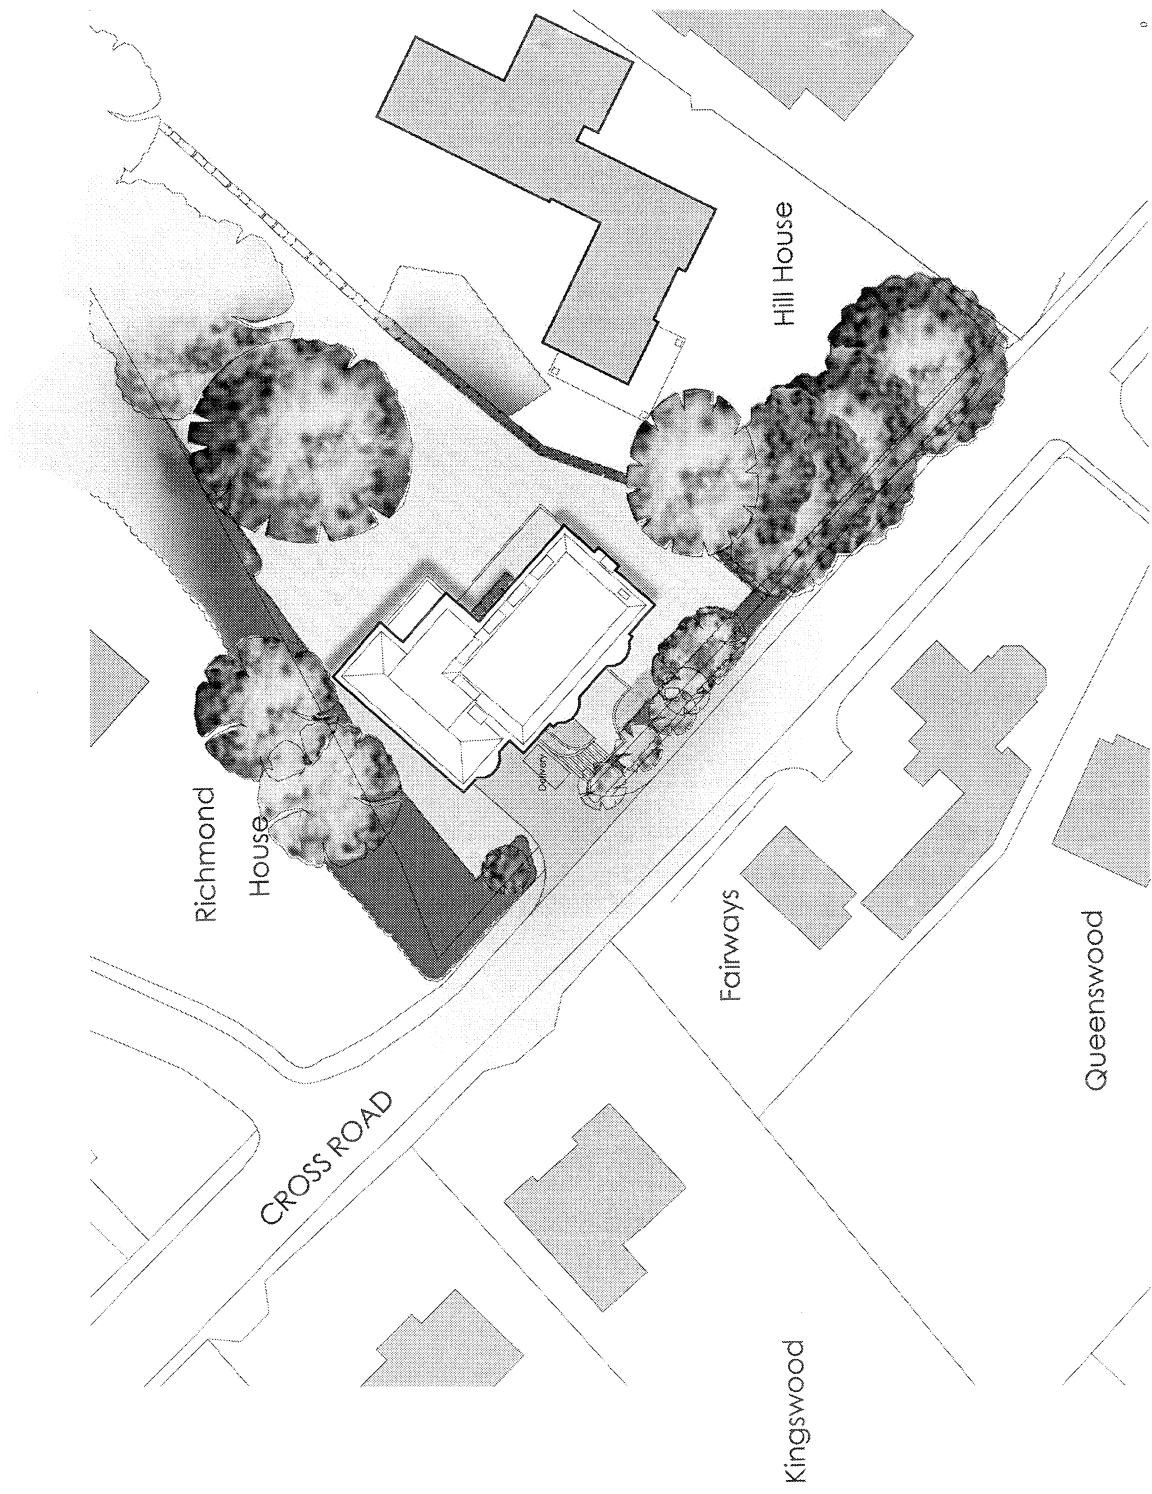 Hill House
Richmond
House
Delivery
Fairways
Queenswood
CROSS ROAD
Kingswood